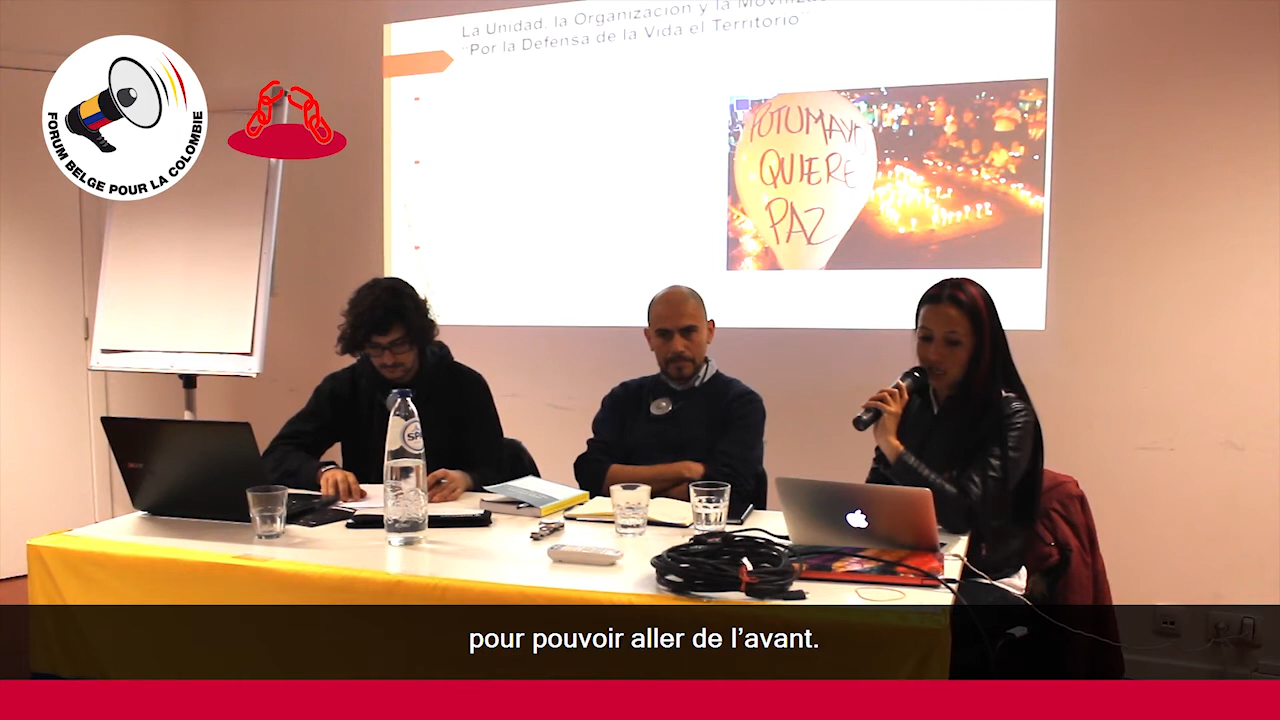 La Unidad, la Organización y la
"Por la Defensa de la Vida el Territorio"
FORUM BELGE POUR LA COLOMBIE
PUTUMAYO
QUIERE
PAZ
SPA
pour pouvoir aller de l'avant.